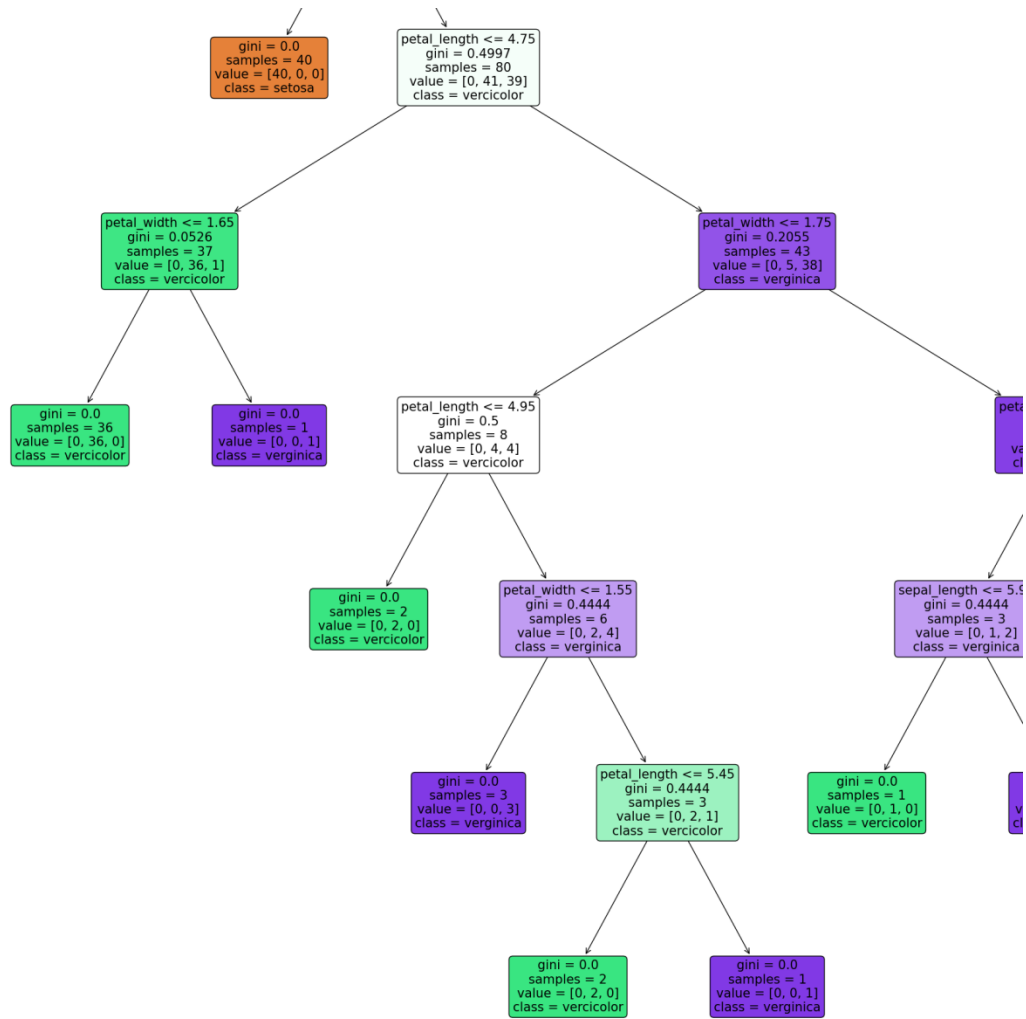 gini = 0.0
samples = 40
value = [40, 0, 0]
class = setosa
petal_length <= 4.75
gini = 0.4997
samples = 80
value = [0, 41, 39]
class = vercicolor
petal_width <= 1.65
gini = 0.0526
samples = 37
value = [0, 36, 1]
class = vercicolor
petal_width <= 1.75
gini = 0.2055
samples = 43
value = [0, 5, 38]
class = verginica
gini = 0.0
samples = 36
value = [0, 36, 0]
class = vercicolor
gini = 0.0
samples = 1
value = [0, 0, 1]
class = verginica
petal_length <= 4.95
gini = 0.5
samples = 8
value = [0, 4, 4]
class = vercicolor
gini = 0.0
samples = 2
value = [0, 2, 0]
class = vercicolor
petal_width <= 1.55
gini = 0.4444
samples = 6
value = [0, 2, 4]
class = verginica
sepal_length <= 5.9
gini = 0.4444
samples = 3
value = [0, 1, 2]
class = verginica
gini = 0.0
samples = 3
value = [0, 0, 3]
class = verginica
petal_length <= 5.45
gini = 0.4444
samples = 3
value = [0, 2, 1]
class = vercicolor
gini = 0.0
samples = 1
value = [0, 1, 0]
class = vercicolor
gini = 0.0
samples = 2
value = [0, 2, 0]
class = vercicolor
gini = 0.0
samples = 1
value = [0, 0, 1]
class = verginica